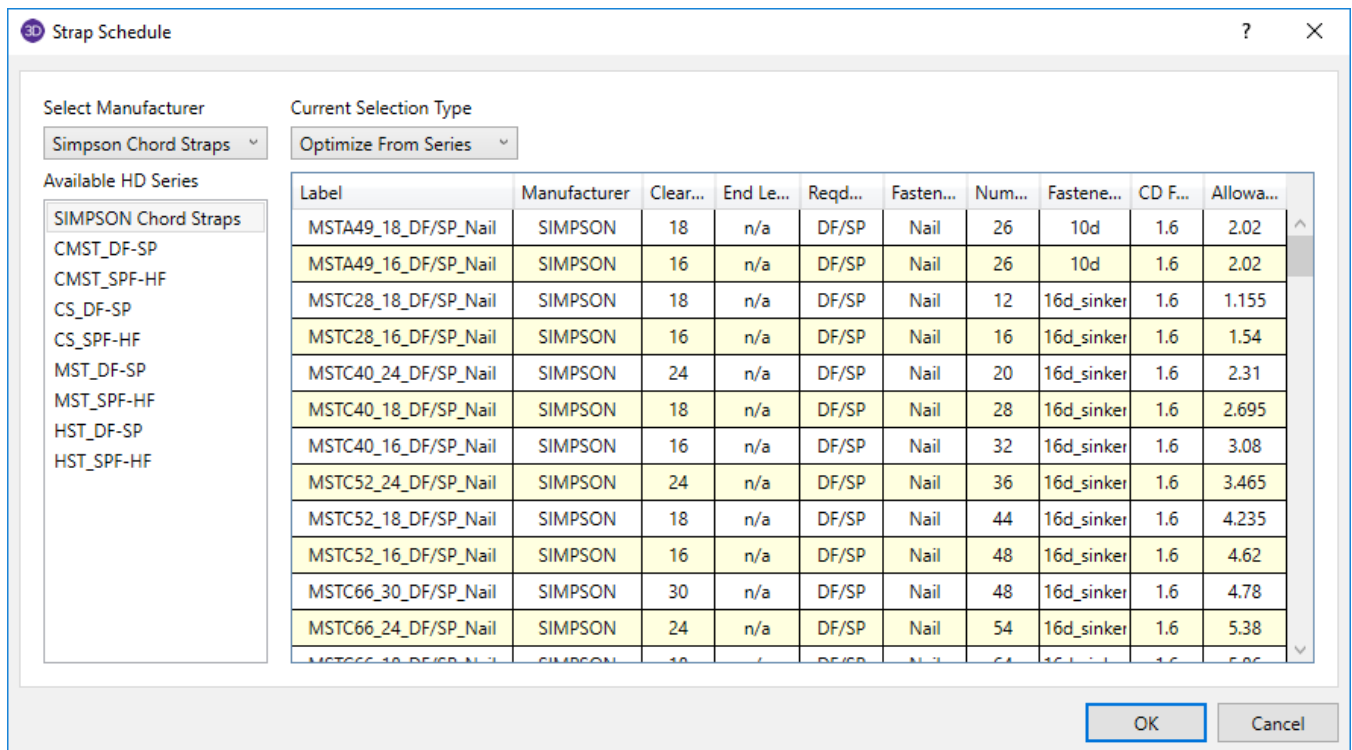 3D Strap Schedule ?
Select Manufacturer Current Selection Type
Simpson Chord Straps Optimize From Series
Available HD Series
SIMPSON Chord Straps
CMST_DF-SP
CMST_SPF-HF
CS_DF-SP
CS_SPF-HF
MST_DF-SP
MST_SPF-HF
HST_DF-SP
HST_SPF-HF
Label Manufacturer Clear... End Le... Reqd... Fasten... Num... Fastene... CD F... Allowa...
MSTA49_18_DF/SP_Nail SIMPSON 18 n/a DF/SP Nail 26 10d 1.6 2.02
MSTA49_16_DF/SP_Nail SIMPSON 16 n/a DF/SP Nail 26 10d 1.6 2.02
MSTC28_18_DF/SP_Nail SIMPSON 18 n/a DF/SP Nail 12 16d_sinker 1.6 1.155
MSTC28_16_DF/SP_Nail SIMPSON 16 n/a DF/SP Nail 16 16d_sinker 1.6 1.54
MSTC40_24_DF/SP_Nail SIMPSON 24 n/a DF/SP Nail 20 16d_sinker 1.6 2.31
MSTC40_18_DF/SP_Nail SIMPSON 18 n/a DF/SP Nail 28 16d_sinker 1.6 2.695
MSTC40_16_DF/SP_Nail SIMPSON 16 n/a DF/SP Nail 32 16d_sinker 1.6 3.08
MSTC52_24_DF/SP_Nail SIMPSON 24 n/a DF/SP Nail 36 16d_sinker 1.6 3.465
MSTC52_18_DF/SP_Nail SIMPSON 18 n/a DF/SP Nail 44 16d_sinker 1.6 4.235
MSTC52_16_DF/SP_Nail SIMPSON 16 n/a DF/SP Nail 48 16d_sinker 1.6 4.62
MSTC66_30_DF/SP_Nail SIMPSON 30 n/a DF/SP Nail 48 16d_sinker 1.6 4.78
MSTC66_24_DF/SP_Nail SIMPSON 24 n/a DF/SP Nail 54 16d_sinker 1.6 5.38
OK Cancel